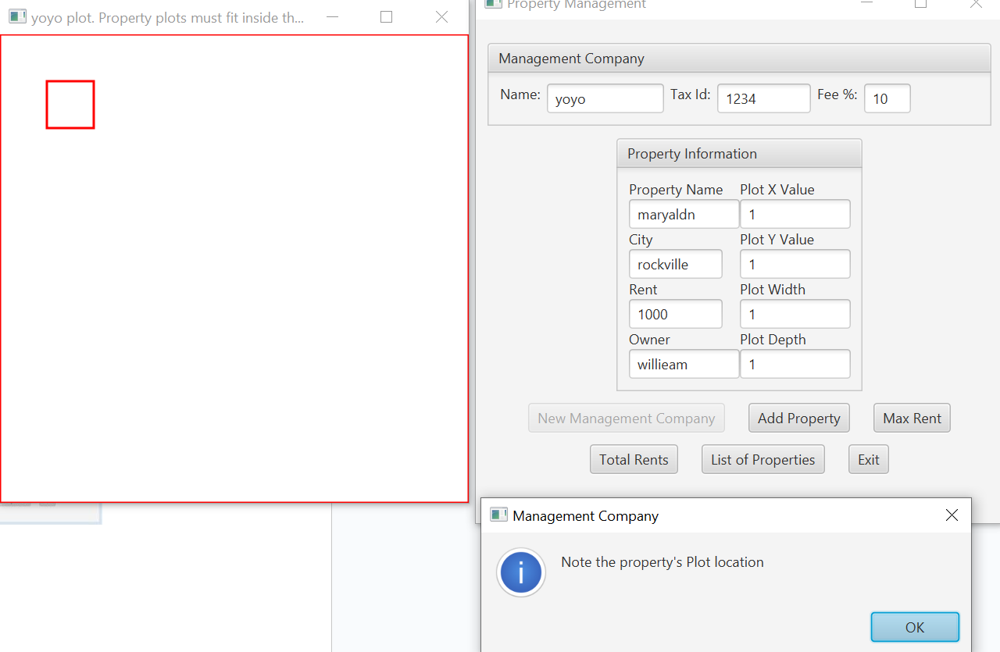 yoyo plot. Property plots must fit inside th...
Property Management
Management Company
Name: yoyo Tax Id: 1234 Fee %: 10
Property Information
Property Name Plot X Value
maryaldn 1
City Plot Y Value
rockville 1
Rent Plot Width
1000 1
Owner Plot Depth
willieam 1
New Management Company Add Property Max Rent
Total Rents List of Properties Exit
Management Company
Note the property's Plot location
OK